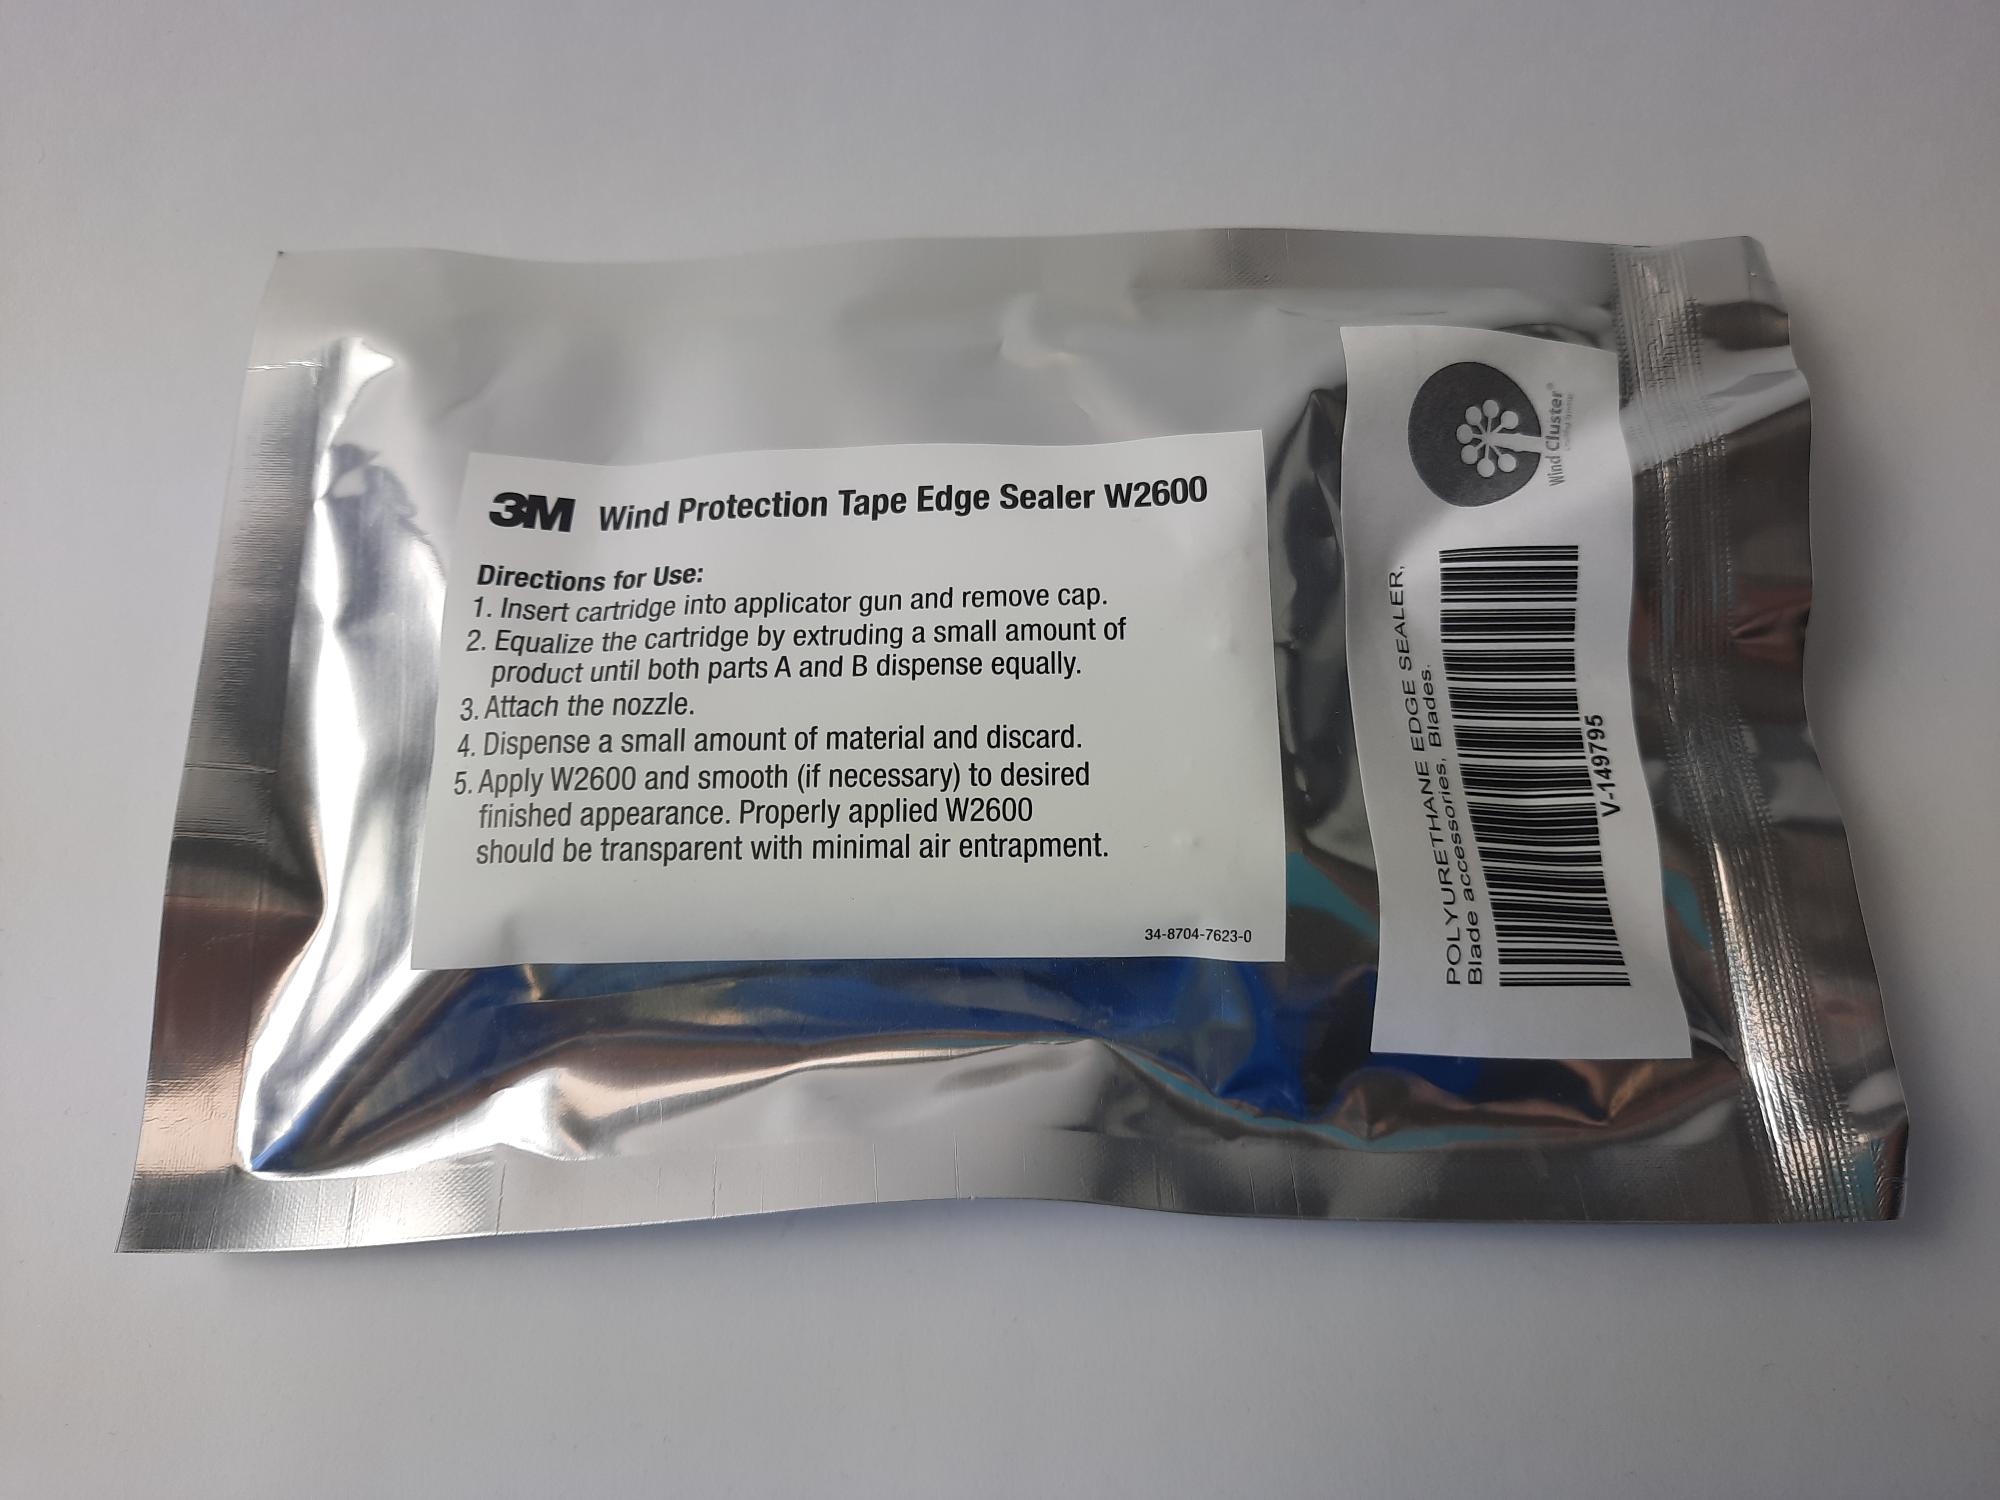 3M Wind Protection Tape Edge Sealer W2600
Directions for Use:
1. Insert cartridge into applicator gun and remove cap.
2. Equalize the cartridge by extruding a small amount of
product until both parts A and B dispense equally.
3. Attach the nozzle.
4. Dispense a small amount of material and discard.
5. Apply W2600 and smooth (if necessary) to desired
finished appearance. Properly applied W2600
should be transparent with minimal air entrapment.
34-8704-7623-0
Wind Cluster®
POLYURETHANE EDGE SEALER,
Blade accessories, Blades.
V-149795